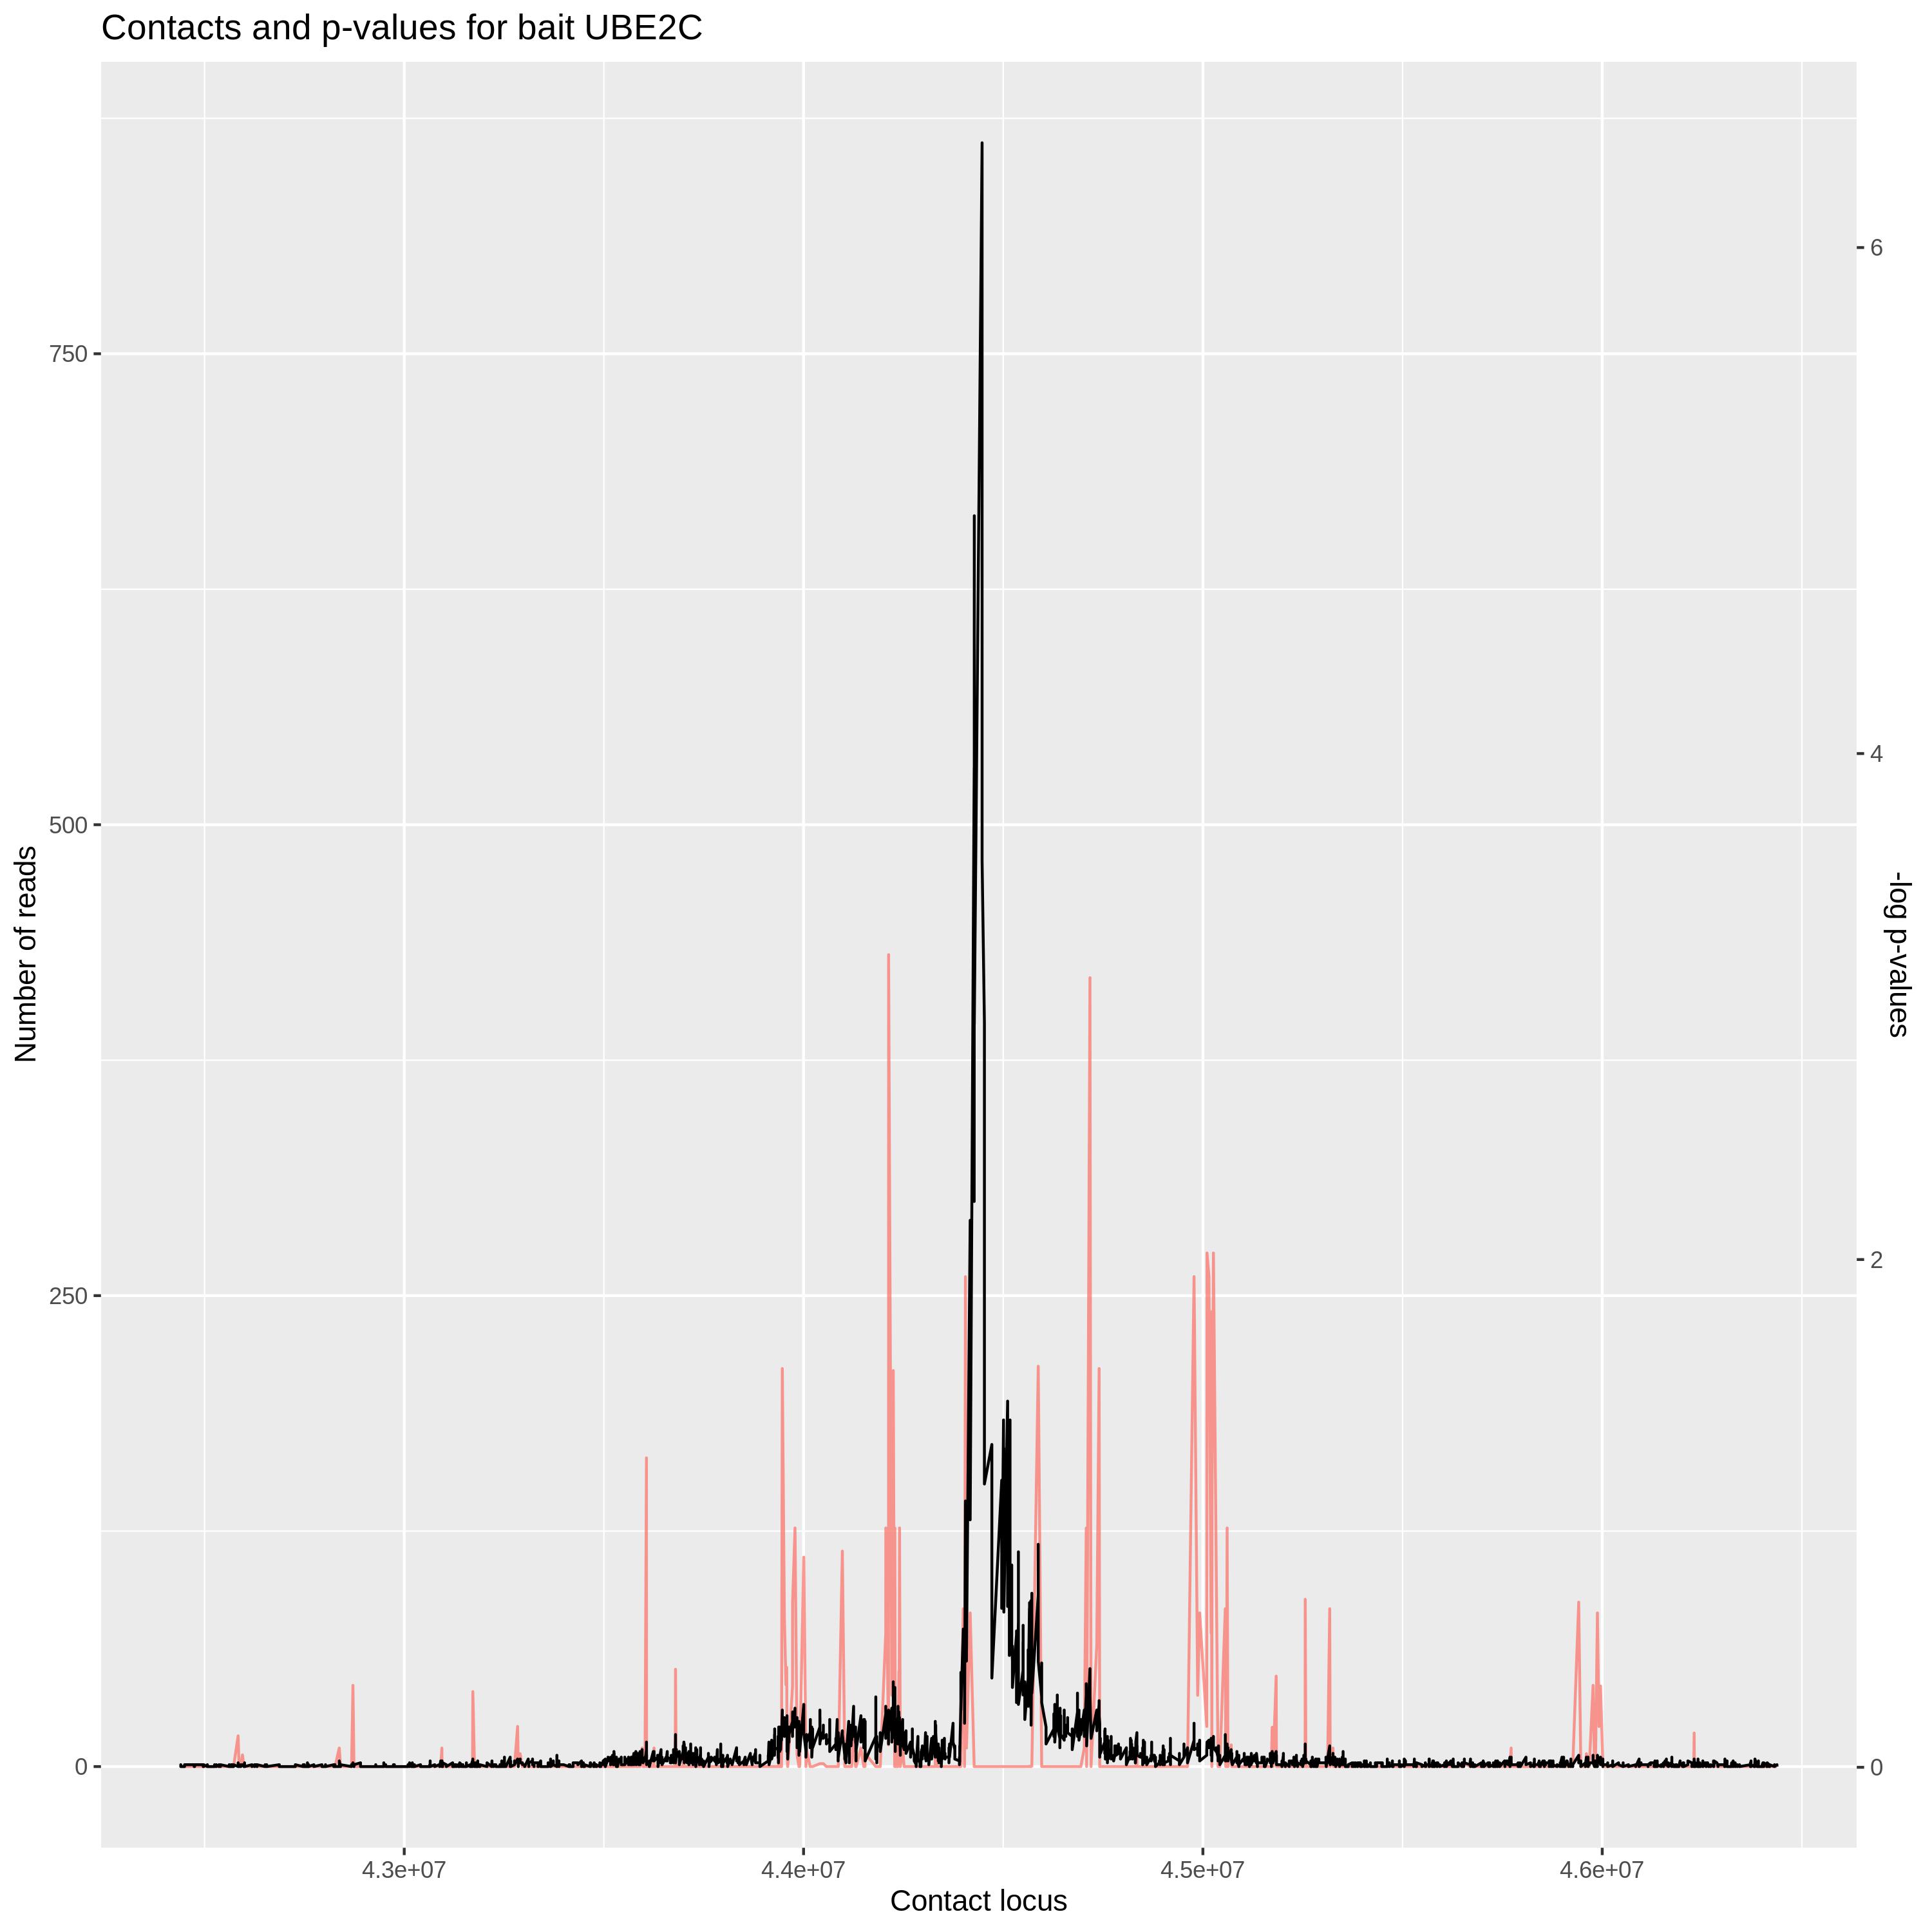 Contacts and p-values for bait UBE2C
750
500
250
0
6
4
2
0
Number of reads
-log p-values
4.3e+07
4.4e+07
4.5e+07
4.6e+07
Contact locus